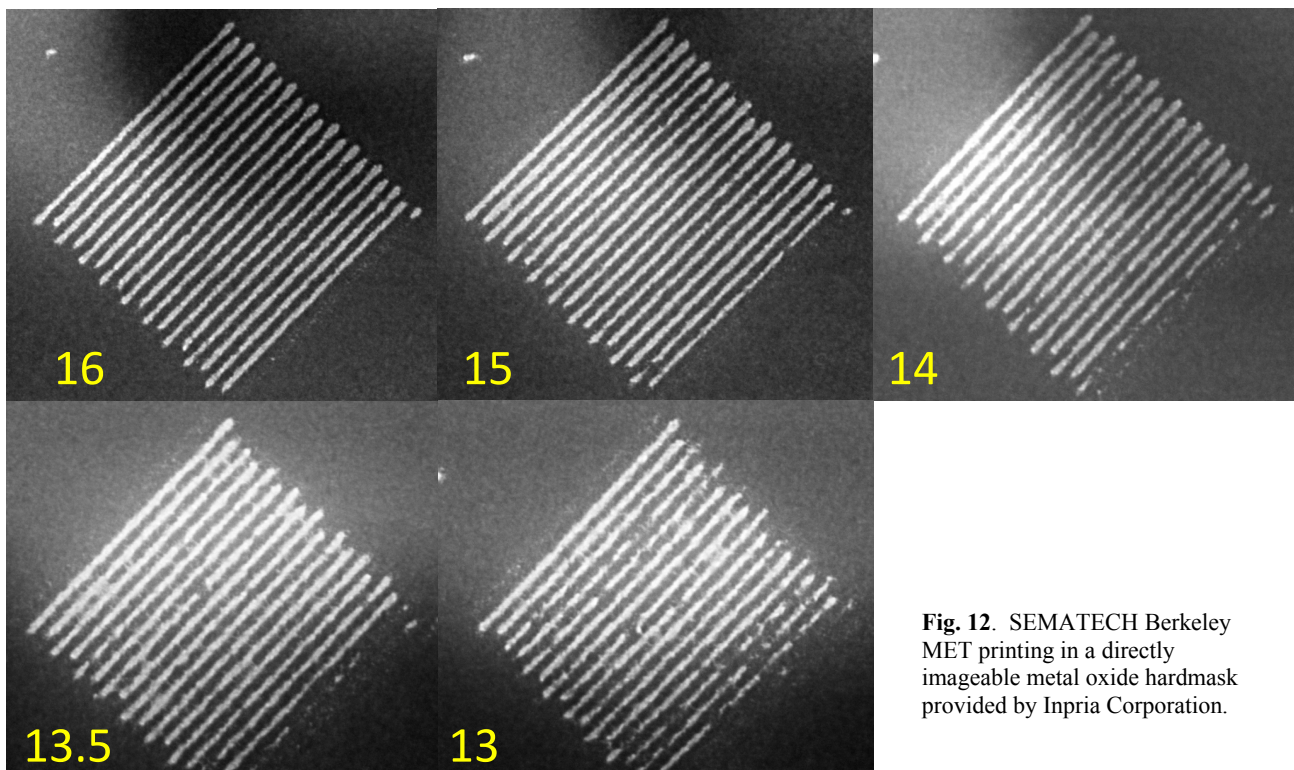 16
15
14
13.5
13
Fig. 12. SEMATECH Berkeley
MET printing in a directly
imageable metal oxide hardmask
provided by Inpria Corporation.